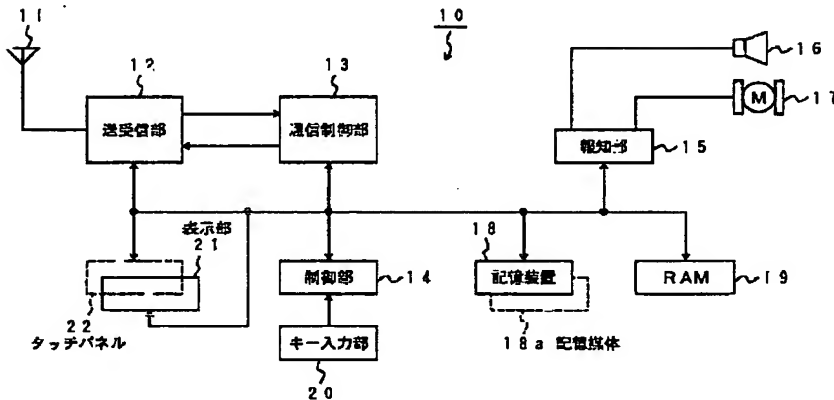 11
10
12
13
16
M
17
送受信部
通信制御部
報知部
15
表示部
21
18
制御部
14
記憶装置
RAM
19
22
タッチパネル
キー入力部
18a 記憶媒体
20